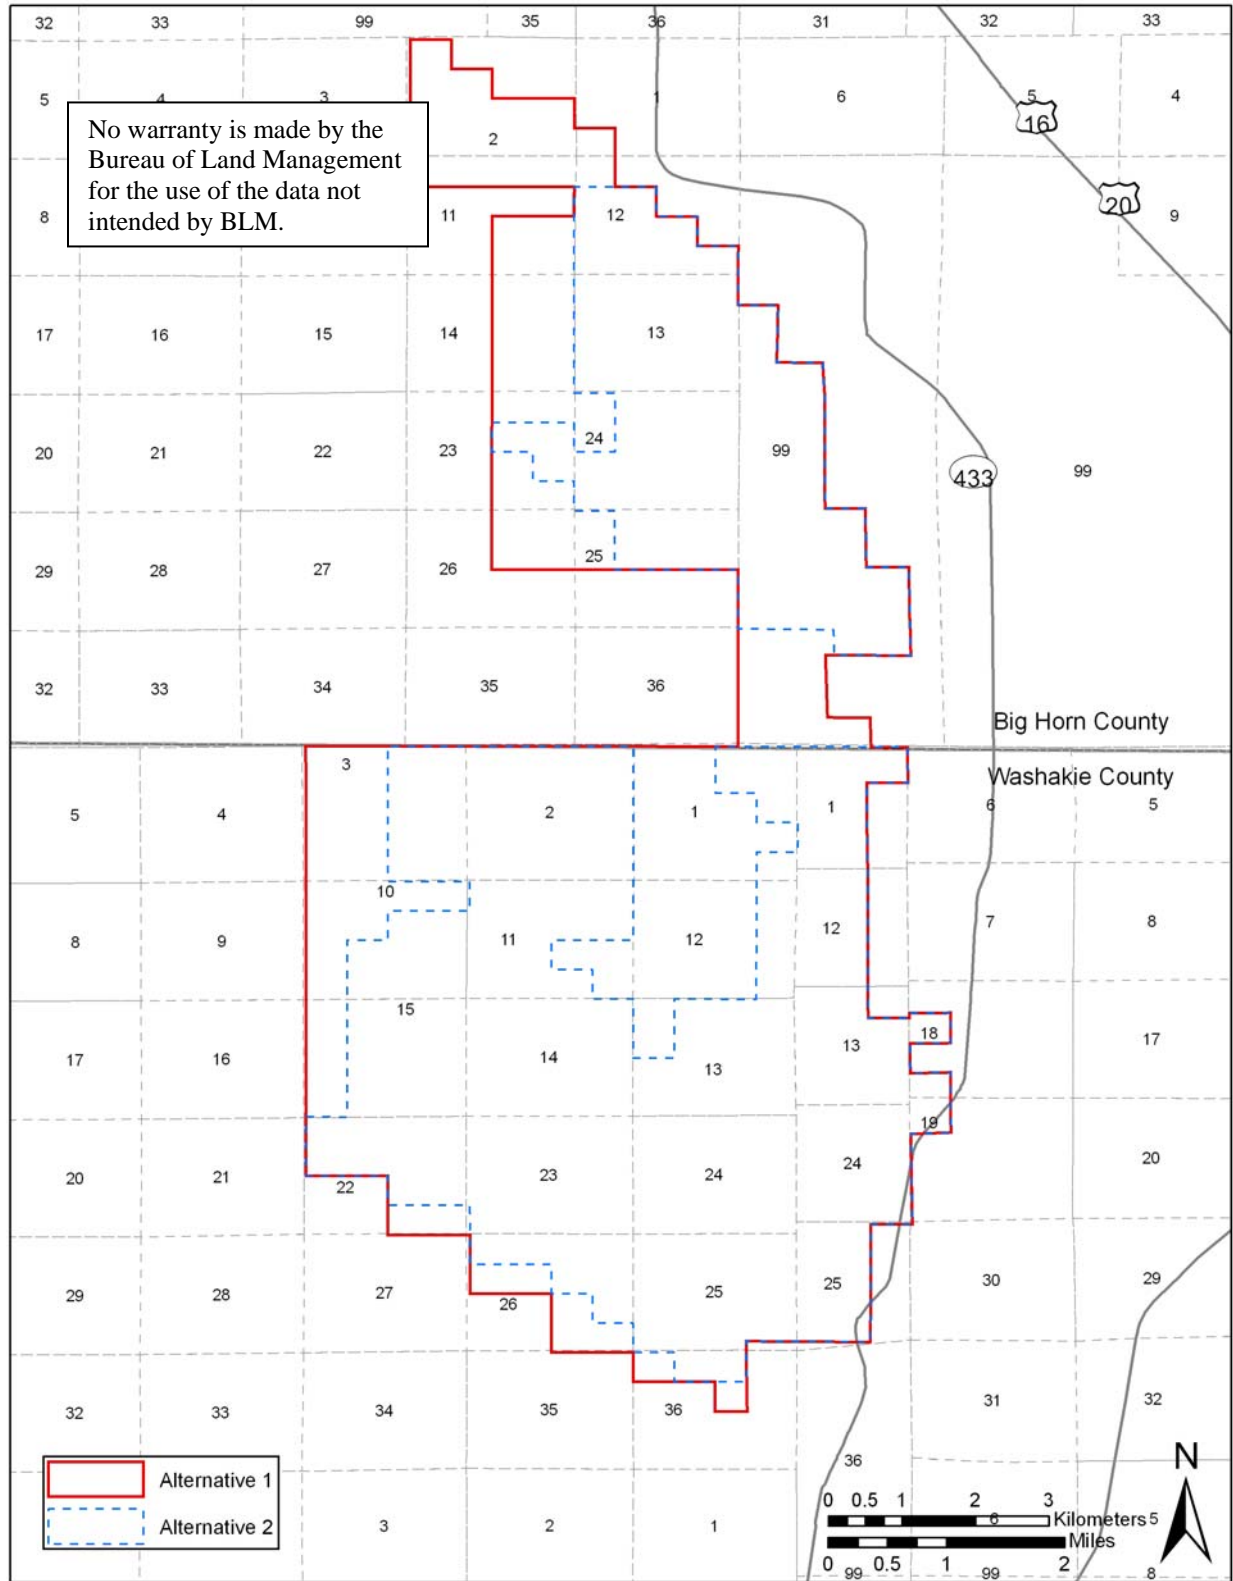 32 33 99 35 36 31 32 33
5 4 3 1 6 5 4
16
No warranty is made by the
Bureau of Land Management
for the use of the data not
intended by BLM.
2
20
8 11 12 9
17 16 15 14 13
20 21 22 23 24 99 99
433
29 28 27 26 25
32 33 34 35 36
Big Horn County
Washakie County
3
5 4 2 1 1 6 5
10
8 9 11 12 12 7 8
15
17 16 14 13 13 18 17
19
20 21 22 23 24 24 20
29 28 27 26 25 25 30 29
32 33 34 35 36 31 32
36
N
Alternative 1
Alternative 2
3 2 1
0 0.5 1 2 3
Kilometers
6 5
Miles
0 0.5 1 2
99 99 8